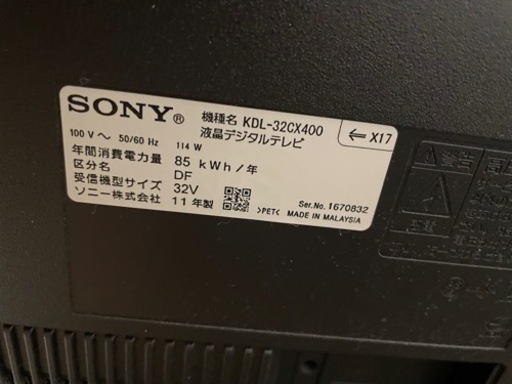 SONY®
機種名 KDL-32CX400
液晶デジタルテレビ
⇐ X17
100 V ～ 50/60 Hz 114 W
年間消費電力量 85 kWh/年
区分名 DF
受信機型サイズ 32V
ソニー株式会社 11年製
>PET< MADE IN MALAYSIA
Ser.No. 1670832